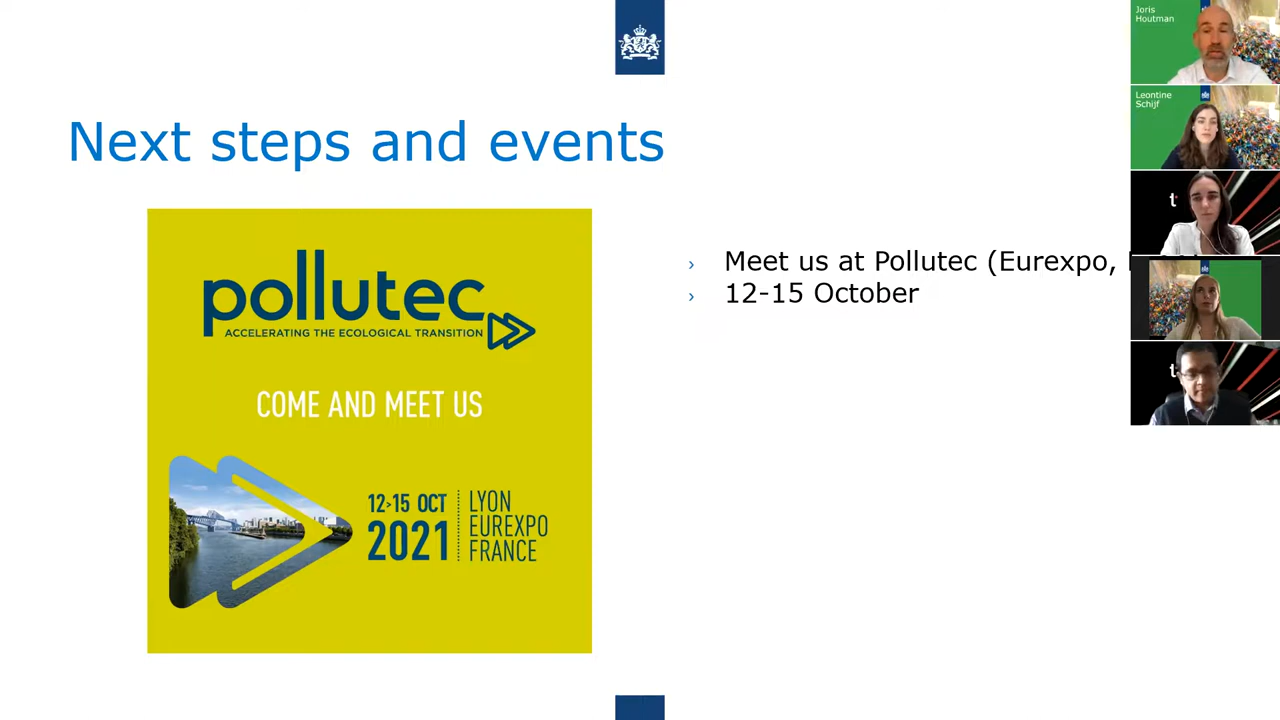 Next steps and events
pollutec
ACCELERATING THE ECOLOGICAL TRANSITION
COME AND MEET US
12>15 OCT
2021
LYON
EUREXPO
FRANCE
› Meet us at Pollutec (Eurexpo,
› 12-15 October
Joris
Houtman
Leontine
Schijf
t
t